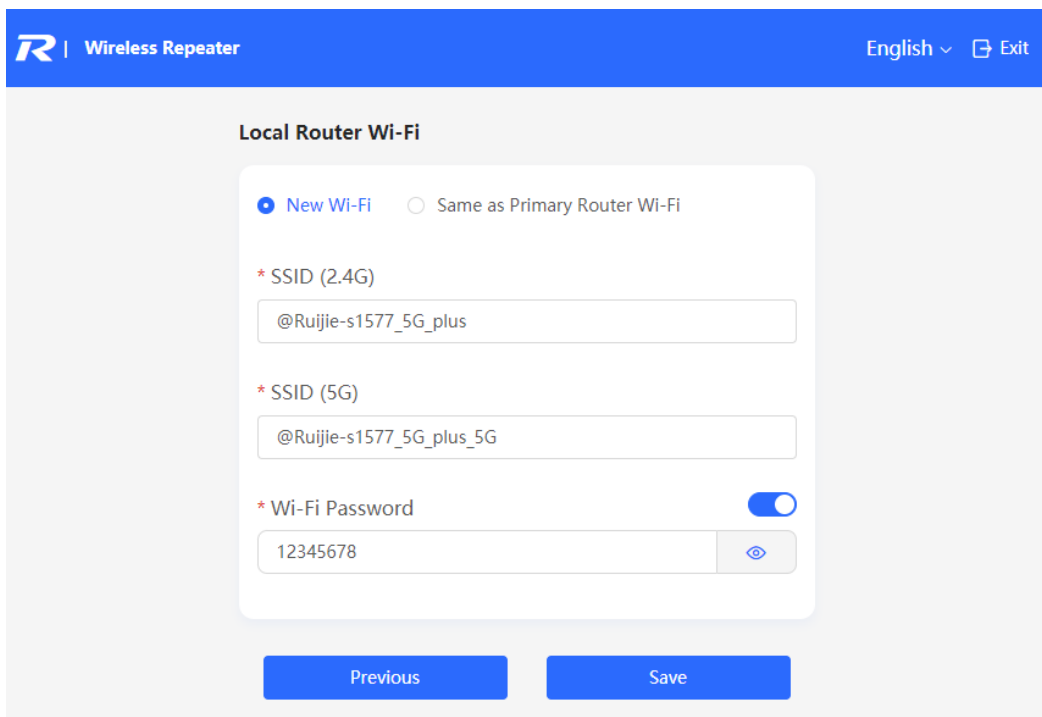 R | Wireless Repeater English Exit
Local Router Wi-Fi
New Wi-Fi Same as Primary Router Wi-Fi
* SSID (2.4G)
@Ruijie-s1577_5G_plus
* SSID (5G)
@Ruijie-s1577_5G_plus_5G
* Wi-Fi Password
12345678
Previous Save